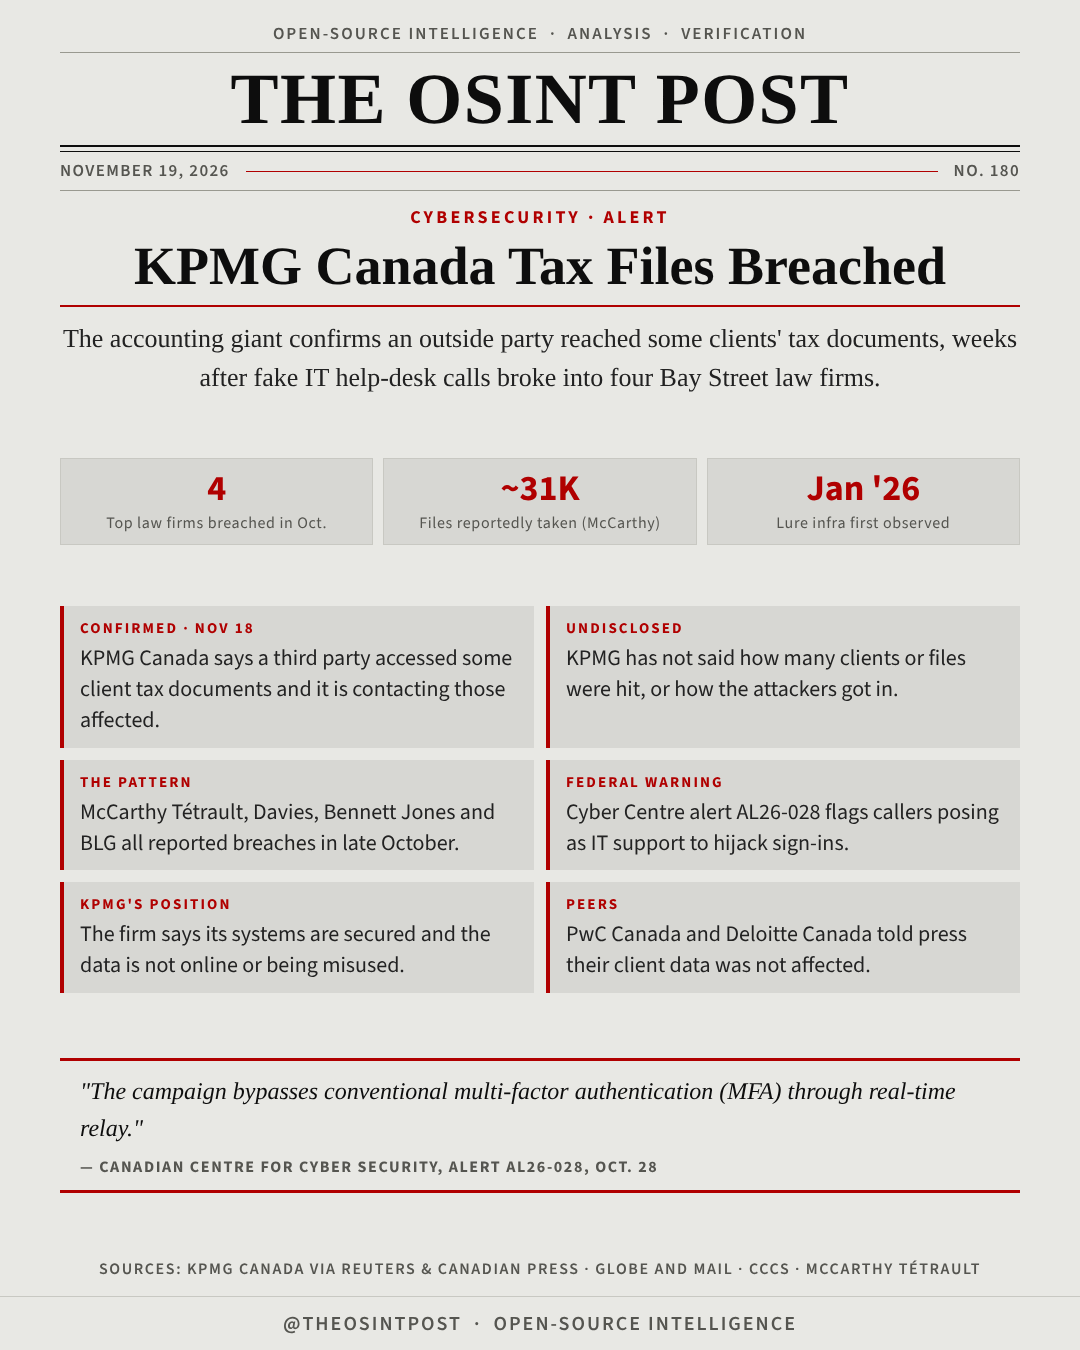 OPEN-SOURCE INTELLIGENCE · ANALYSIS · VERIFICATION
THE OSINT POST
NOVEMBER 19, 2026
NO. 180
CYBERSECURITY · ALERT
KPMG Canada Tax Files Breached
The accounting giant confirms an outside party reached some clients' tax documents, weeks
after fake IT help-desk calls broke into four Bay Street law firms.
4
Top law firms breached in Oct.
~31K
Files reportedly taken (McCarthy)
Jan '26
Lure infra first observed
CONFIRMED · NOV 18
KPMG Canada says a third party accessed some
client tax documents and it is contacting those
affected.
UNDISCLOSED
KPMG has not said how many clients or files
were hit, or how the attackers got in.
THE PATTERN
McCarthy Tétrault, Davies, Bennett Jones and
BLG all reported breaches in late October.
FEDERAL WARNING
Cyber Centre alert AL26-028 flags callers posing
as IT support to hijack sign-ins.
KPMG'S POSITION
The firm says its systems are secured and the
data is not online or being misused.
PEERS
PwC Canada and Deloitte Canada told press
their client data was not affected.
"The campaign bypasses conventional multi-factor authentication (MFA) through real-time
relay."
— CANADIAN CENTRE FOR CYBER SECURITY, ALERT AL26-028, OCT. 28
SOURCES: KPMG CANADA VIA REUTERS & CANADIAN PRESS · GLOBE AND MAIL · CCCS · MCCARTHY TÉTRAULT
@THEOSINTPOST · OPEN-SOURCE INTELLIGENCE